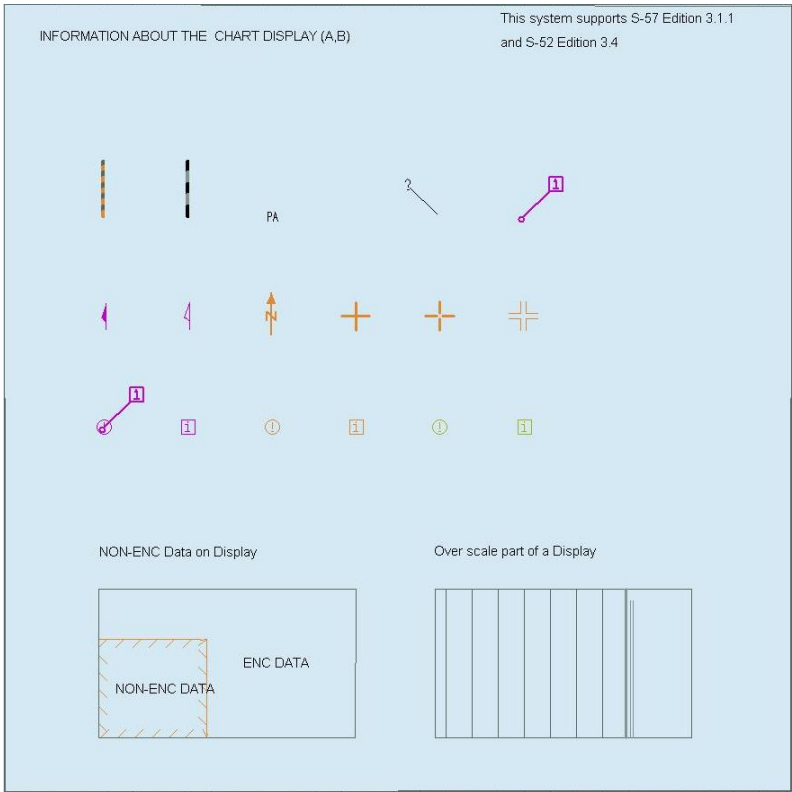 This system supports S-57 Edition 3.1.1
INFORMATION ABOUT THE CHART DISPLAY (A,B)
and S-52 Edition 3.4
?
i
PA
N
i
! i ! i ! i
NON-ENC Data on Display
Over scale part of a Display
ENC DATA
NON-ENC DATA